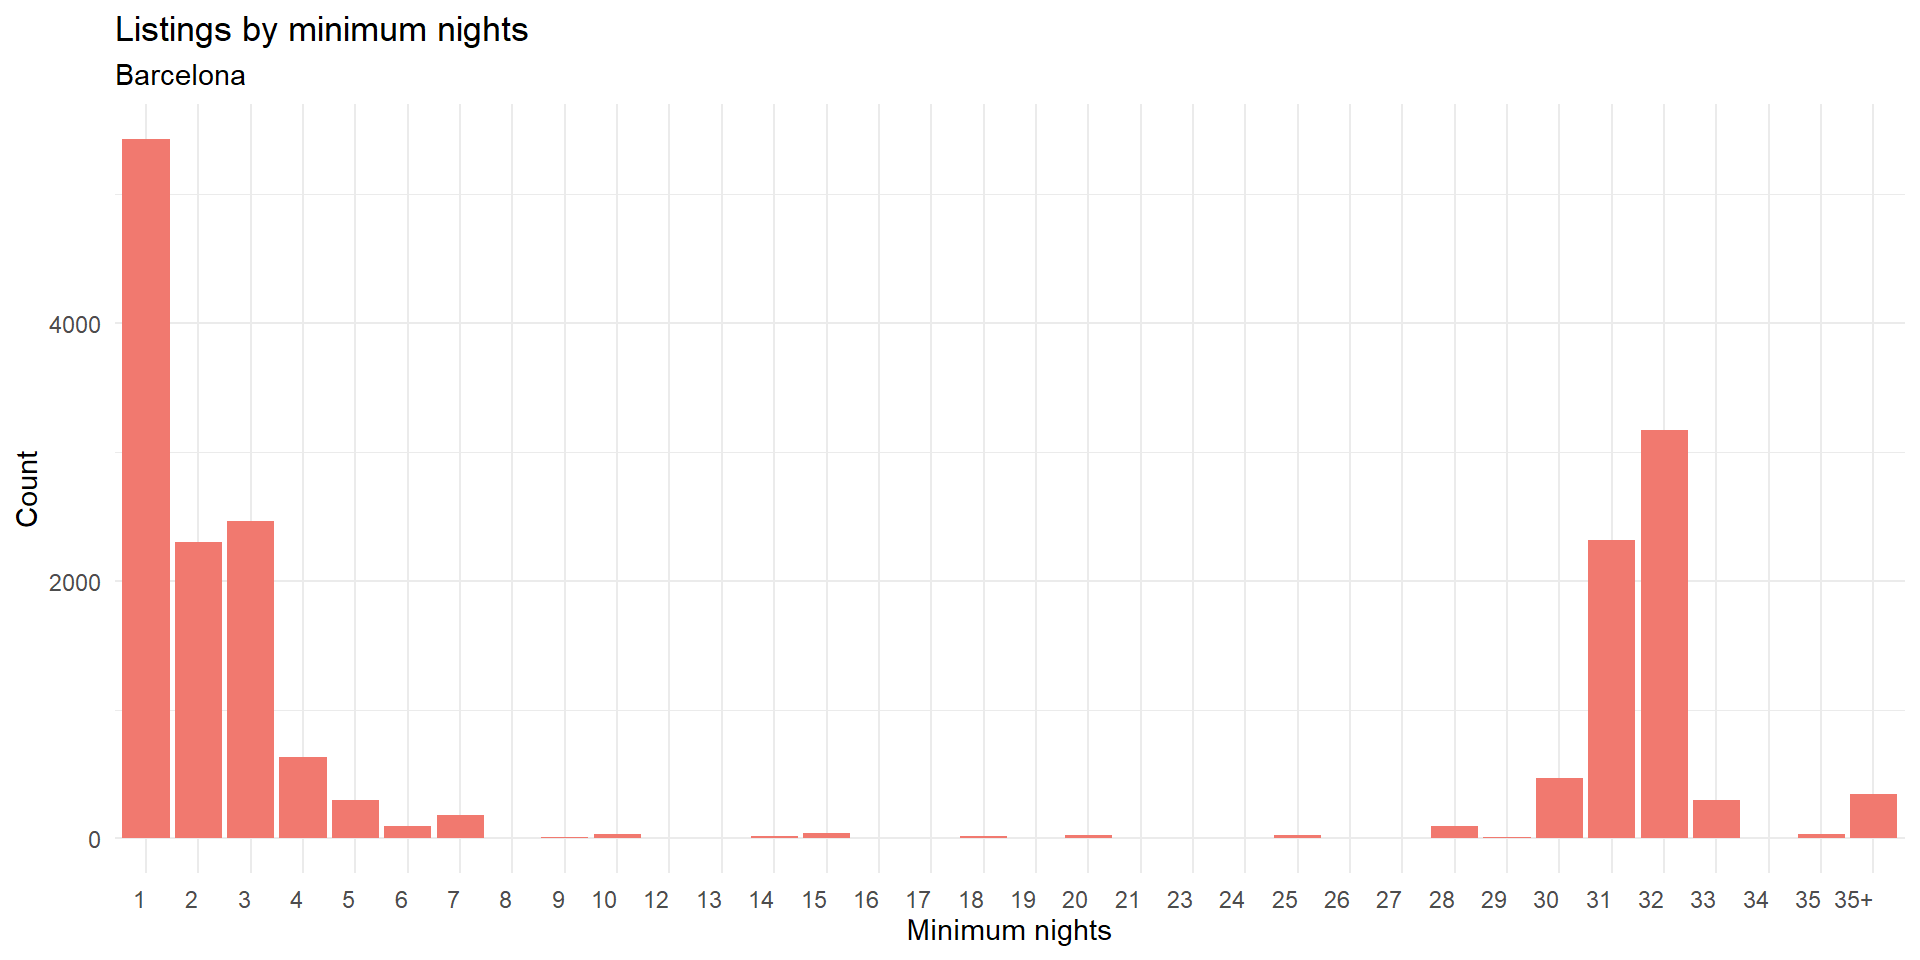 Listings by minimum nights
Barcelona
4000
2000
0
Count
1 2 3 4 5 6 7 8 9 10 12 13 14 15 16 17 18 19 20 21 23 24 25 26 27 28 29 30 31 32 33 34 35 35+
Minimum nights